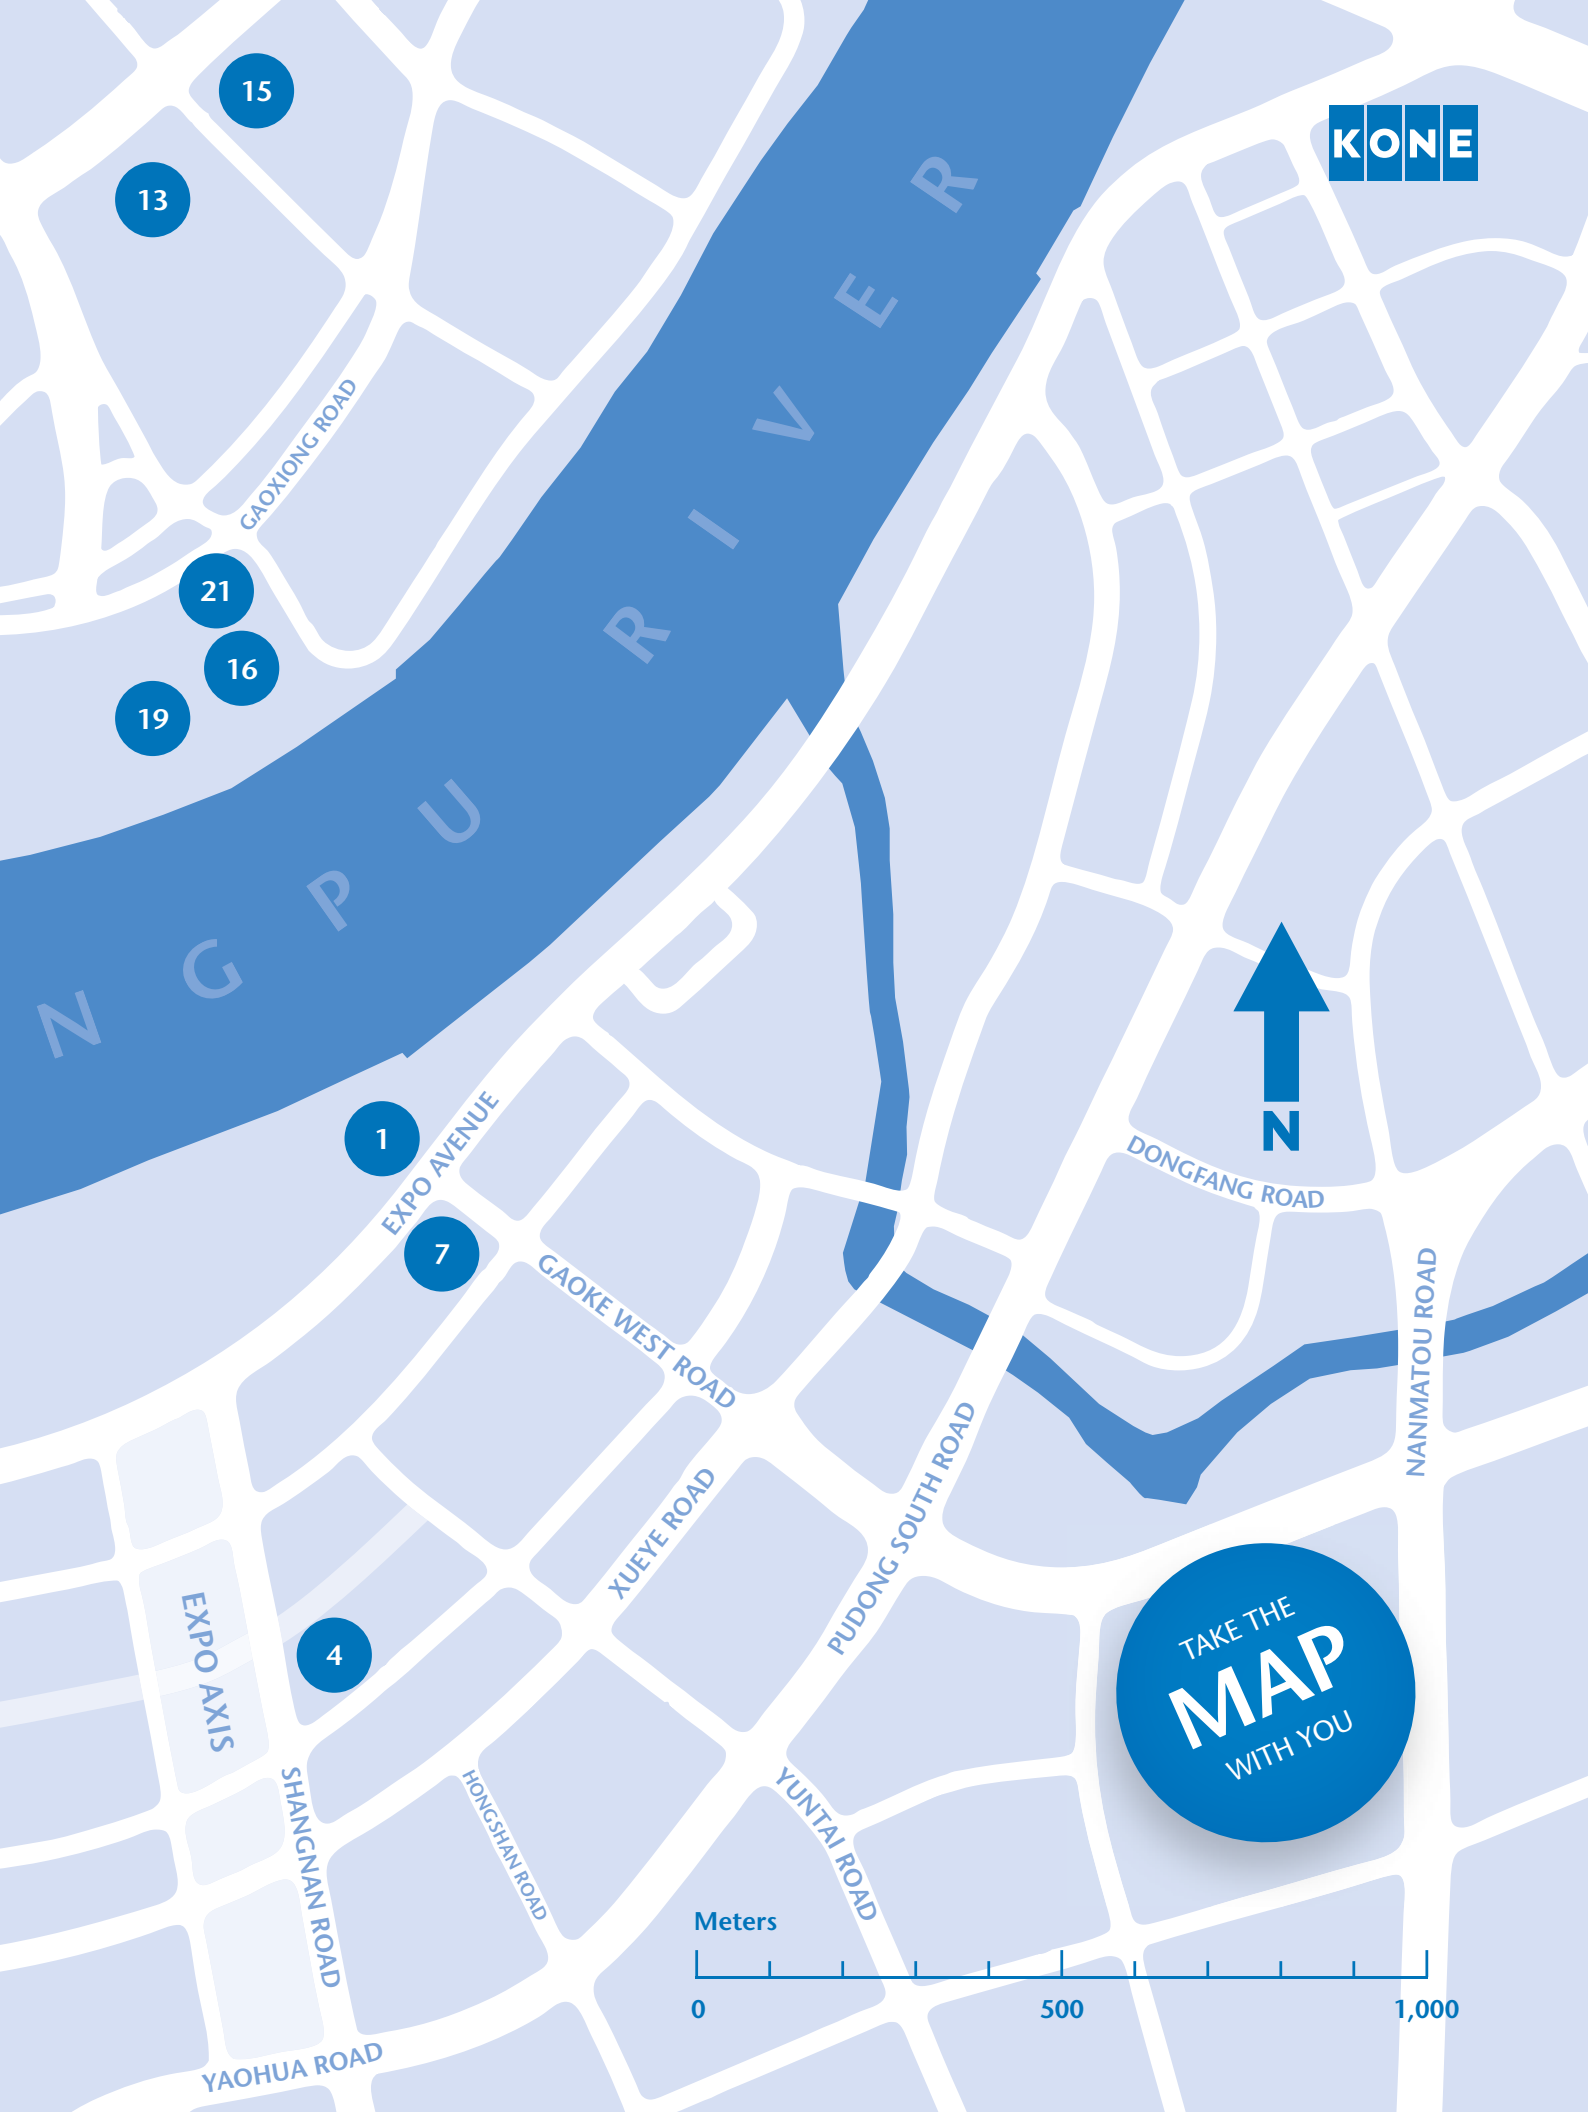 15
KONE
13
R
E
V
I
R
GAOXIONG ROAD
21
16
19
U
P
G
N
1
EXPO AVENUE
N
DONGFANG ROAD
7
GAOKE WEST ROAD
NANMATOU ROAD
XUEYE ROAD
PUDONG SOUTH ROAD
EXPO AXIS
4
TAKE THE
MAP
WITH YOU
SHANGNAN ROAD
HONGSHAN ROAD
YUNTAI ROAD
Meters
0
500
1,000
YAOHUA ROAD